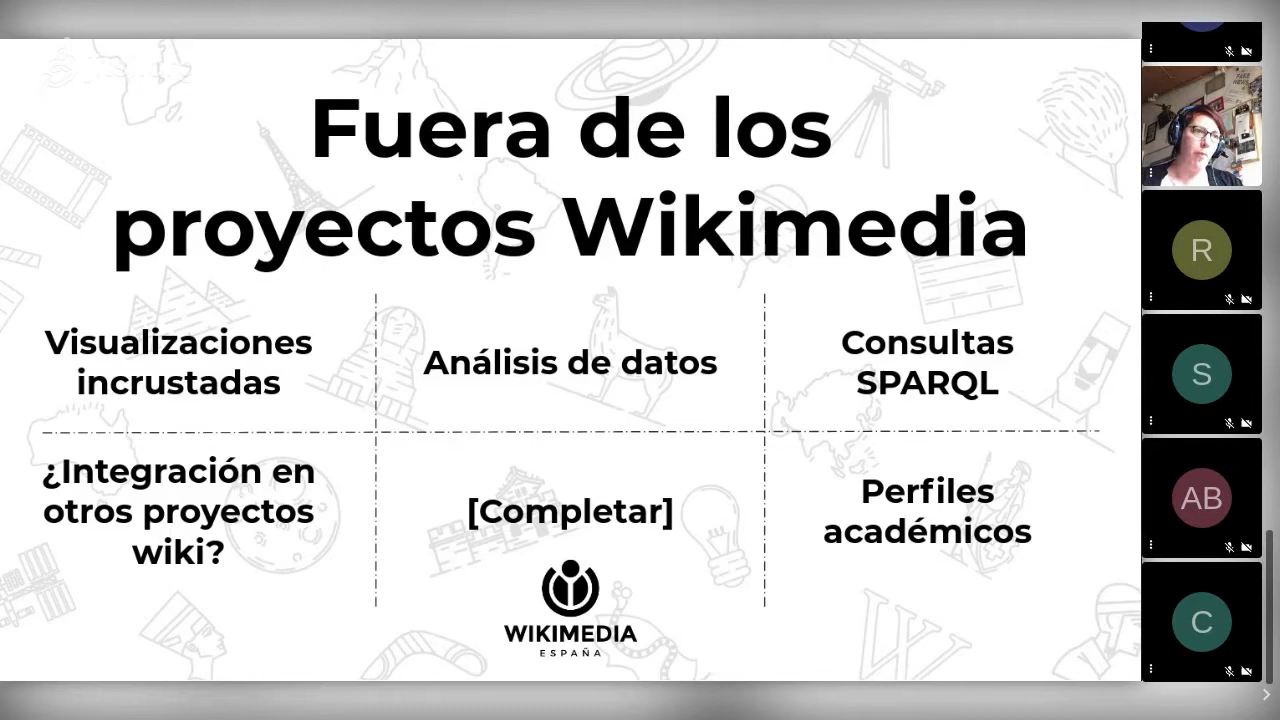 Fuera de los
proyectos Wikimedia
Visualizaciones
incrustadas
Análisis de datos
Consultas
SPARQL
¿Integración en
otros proyectos
wiki?
[Completar]
Perfiles
académicos
WIKIMEDIA
ESPAÑA
R
S
AB
C